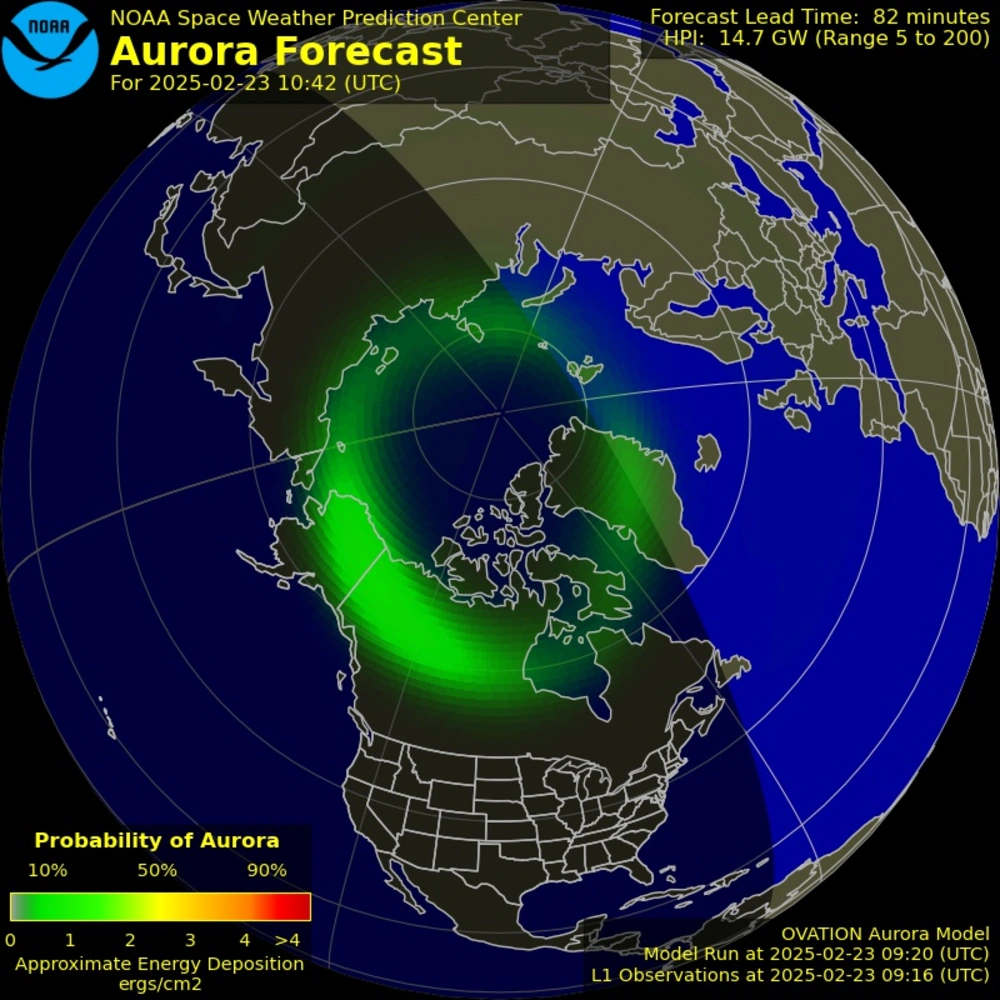 NOAA
NOAA Space Weather Prediction Center
Aurora Forecast
For 2025-02-23 10:42 (UTC)
Forecast Lead Time: 82 minutes
HPI: 14.7 GW (Range 5 to 200)
Probability of Aurora
10% 50% 90%
0 1 2 3 4 >4
Approximate Energy Deposition
ergs/cm2
OVATION Aurora Model
Model Run at 2025-02-23 09:20 (UTC)
L1 Observations at 2025-02-23 09:16 (UTC)